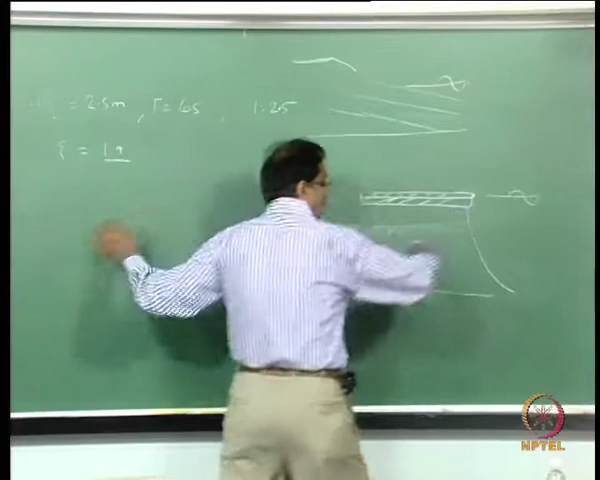 = 2.5m , T = 6s , 1.25
ξ = 1.9
NPTEL